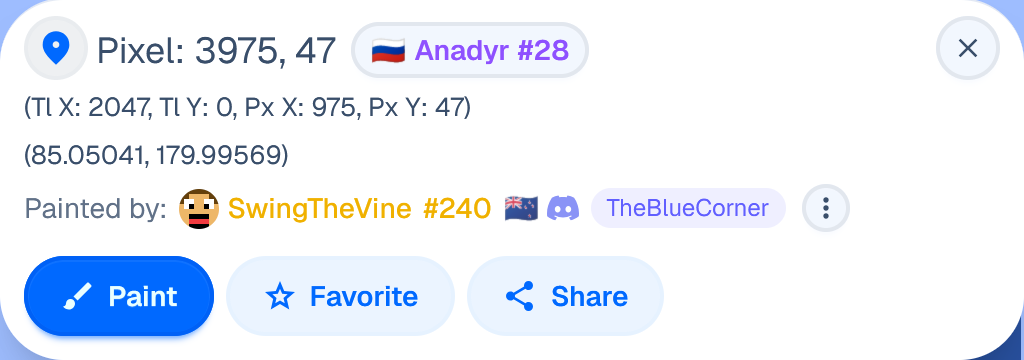 Pixel: 3975, 47 Anadyr #28
(Tl X: 2047, Tl Y: 0, Px X: 975, Px Y: 47)
(85.05041, 179.99569)
Painted by: SwingTheVine #240 TheBlueCorner
Paint Favorite Share